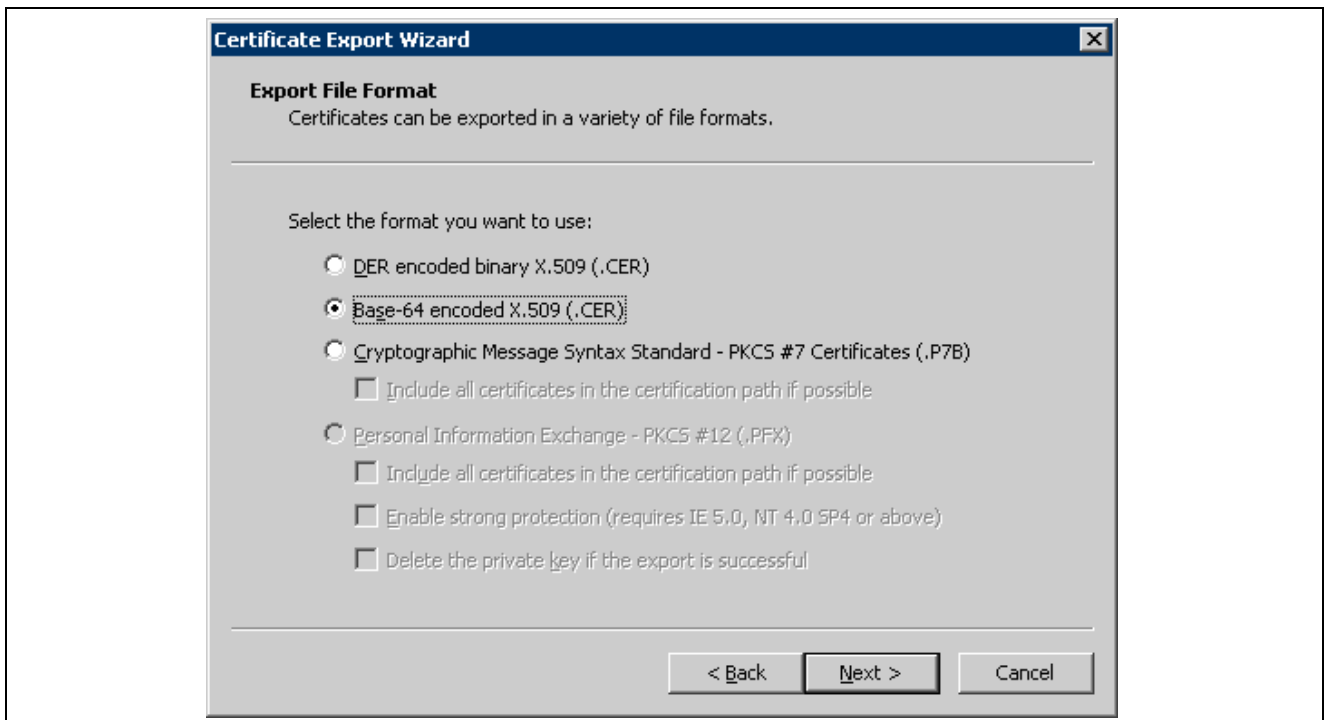 Certificate Export Wizard
Export File Format
Certificates can be exported in a variety of file formats.
Select the format you want to use:
DER encoded binary X.509 (.CER)
Base-64 encoded X.509 (.CER)
Cryptographic Message Syntax Standard - PKCS #7 Certificates (.P7B)
Include all certificates in the certification path if possible
Personal Information Exchange - PKCS #12 (.PFX)
Include all certificates in the certification path if possible
Enable strong protection (requires IE 5.0, NT 4.0 SP4 or above)
Delete the private key if the export is successful
< Back Next > Cancel